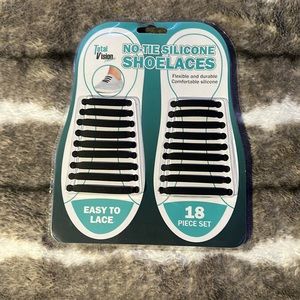 Total
Vision
NO-TIE SILICONE
SHOELACES
Flexible and durable
Comfortable silicone
EASY TO
LACE
18
PIECE SET